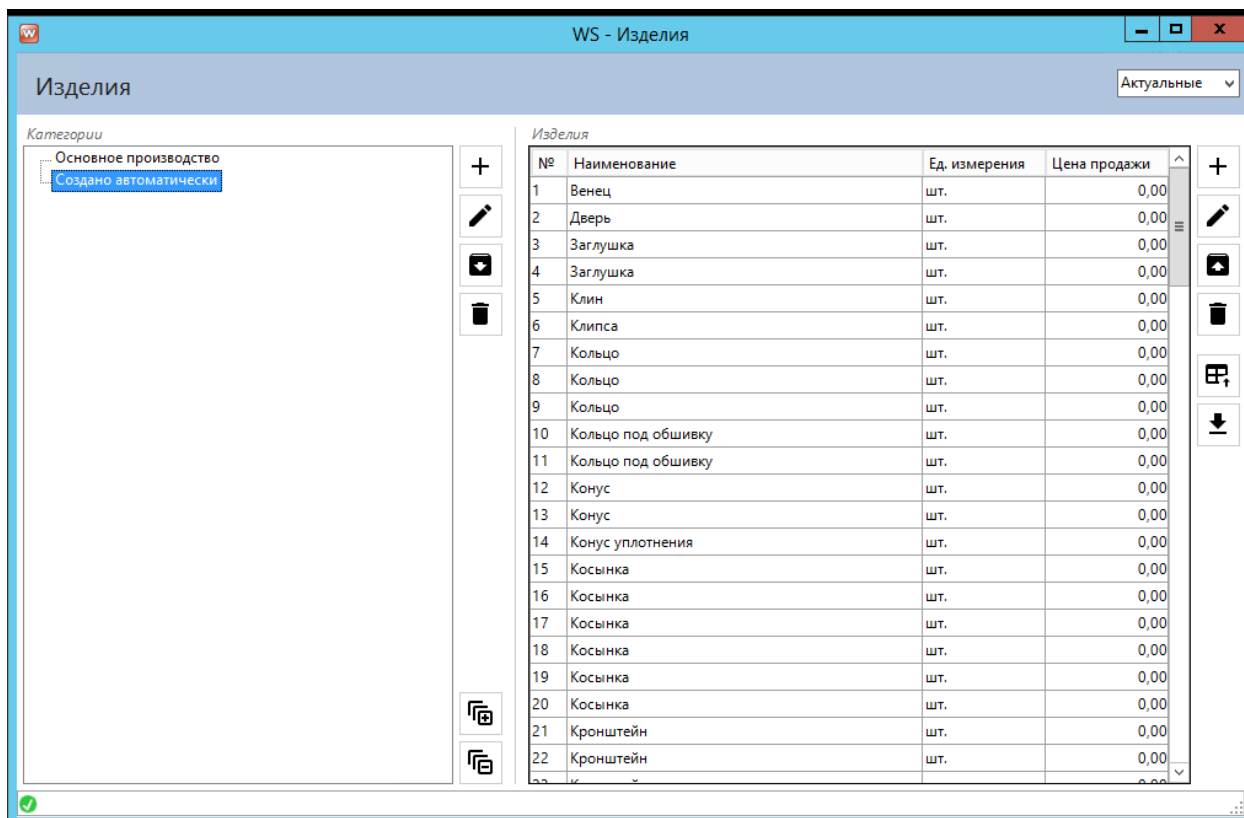 WS - Изделия
Изделия
Актуальные
Категории
Основное производство
Создано автоматически
Изделия
№ Наименование Ед. измерения Цена продажи
1 Венец шт. 0,00
2 Дверь шт. 0,00
3 Заглушка шт. 0,00
4 Заглушка шт. 0,00
5 Клин шт. 0,00
6 Клипса шт. 0,00
7 Кольцо шт. 0,00
8 Кольцо шт. 0,00
9 Кольцо шт. 0,00
10 Кольцо под обшивку шт. 0,00
11 Кольцо под обшивку шт. 0,00
12 Конус шт. 0,00
13 Конус шт. 0,00
14 Конус уплотнения шт. 0,00
15 Косынка шт. 0,00
16 Косынка шт. 0,00
17 Косынка шт. 0,00
18 Косынка шт. 0,00
19 Косынка шт. 0,00
20 Косынка шт. 0,00
21 Кронштейн шт. 0,00
22 Кронштейн шт. 0,00